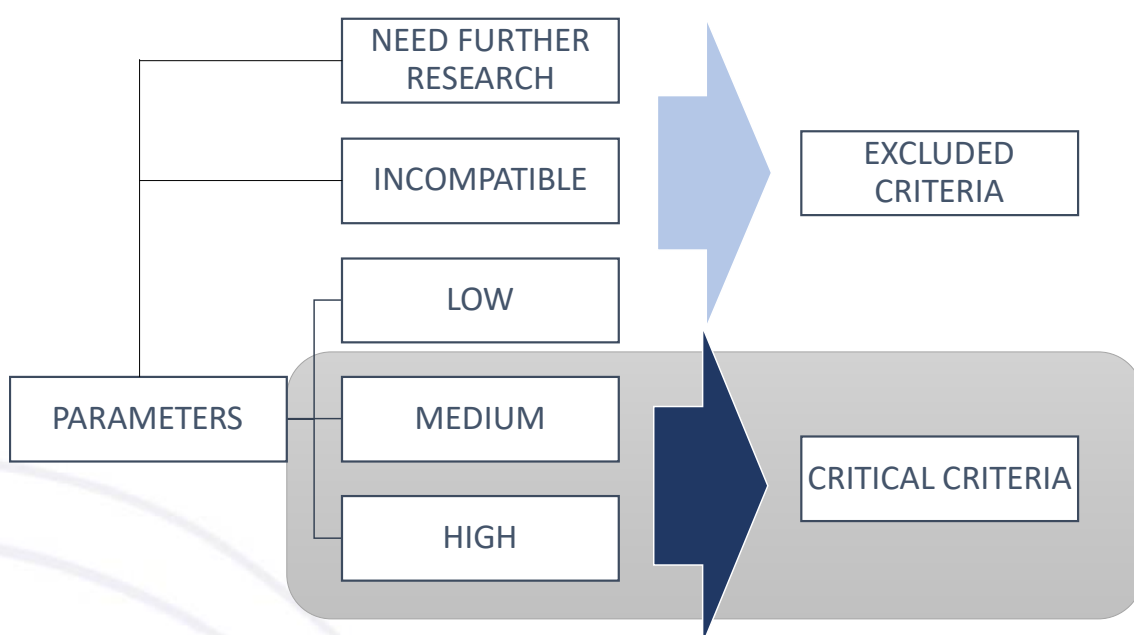 NEED FURTHER
RESEARCH
INCOMPATIBLE
EXCLUDED
CRITERIA
LOW
PARAMETERS
MEDIUM
CRITICAL CRITERIA
HIGH